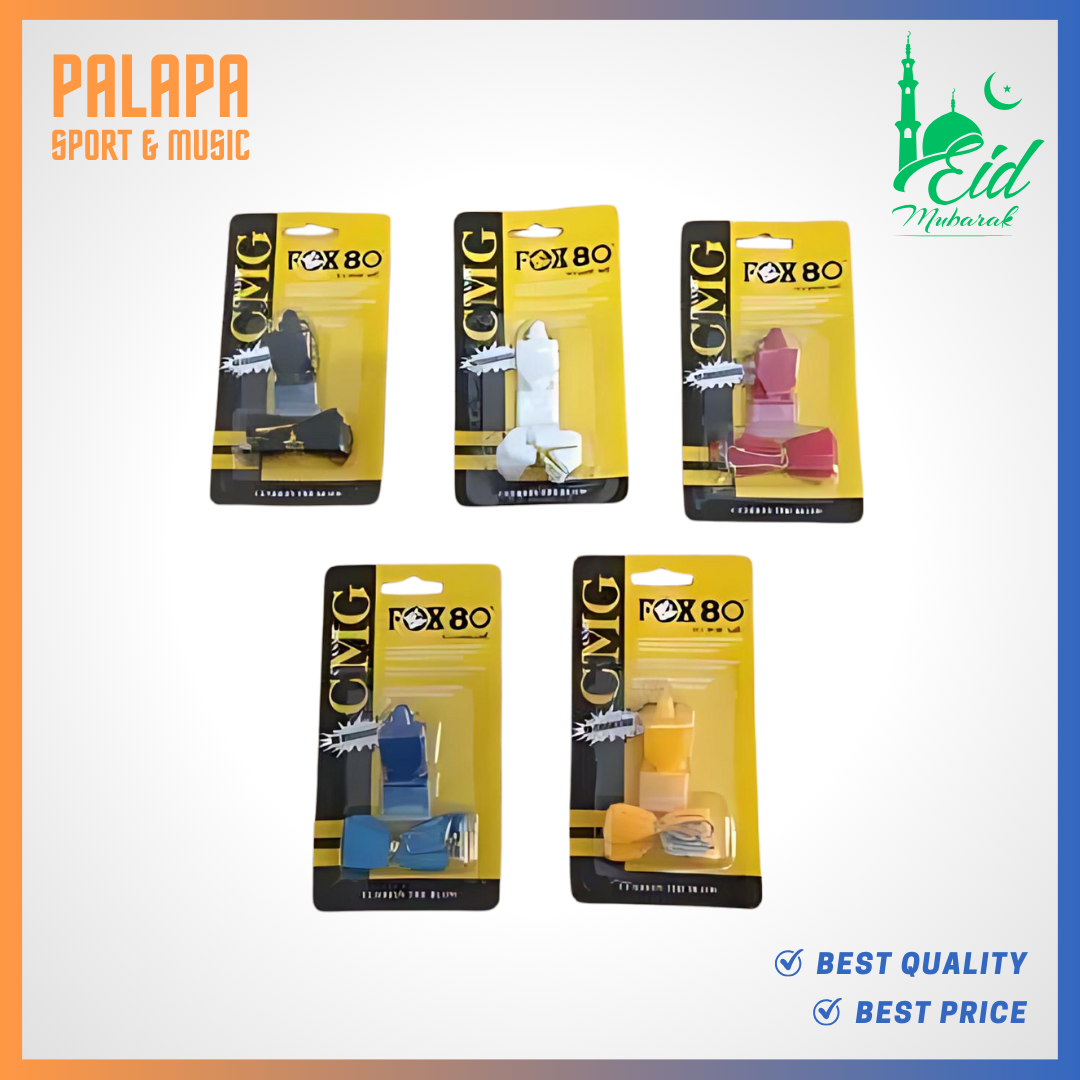 PALAPA
SPORT & MUSIC
Eid
Mubarak
CMG
FOX 80
CMG
FOX 80
CMG
FOX 80
CMG
FOX 80
CMG
FOX 80
BEST QUALITY
BEST PRICE